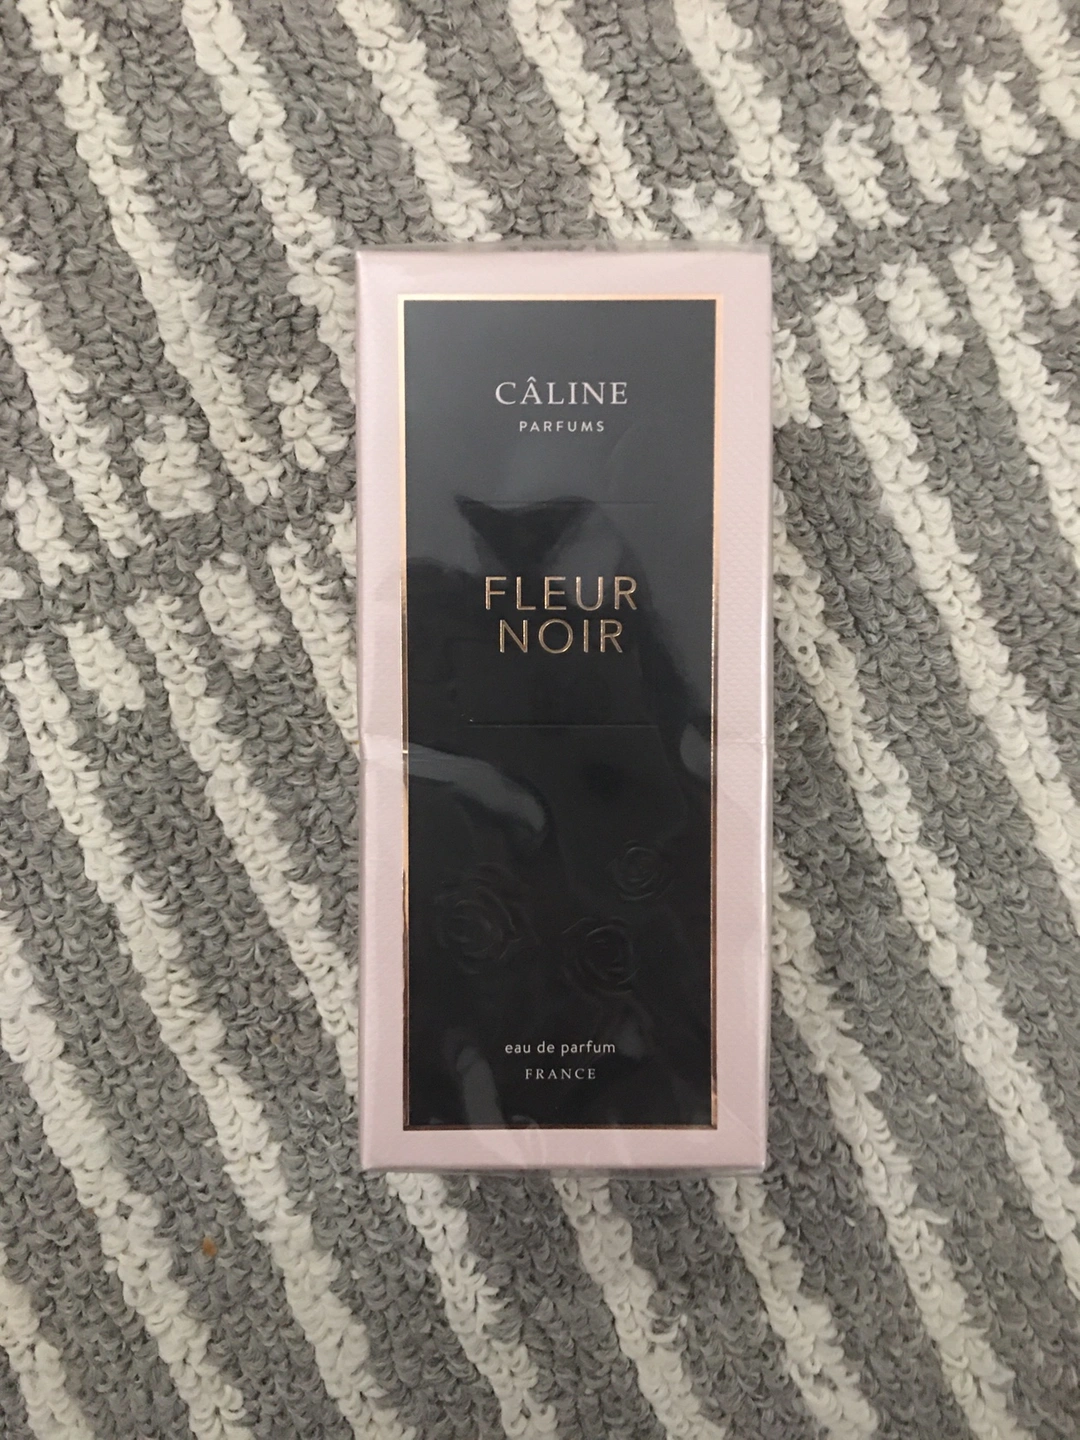 CÂLINE
PARFUMS
FLEUR
NOIR
eau de parfum
FRANCE